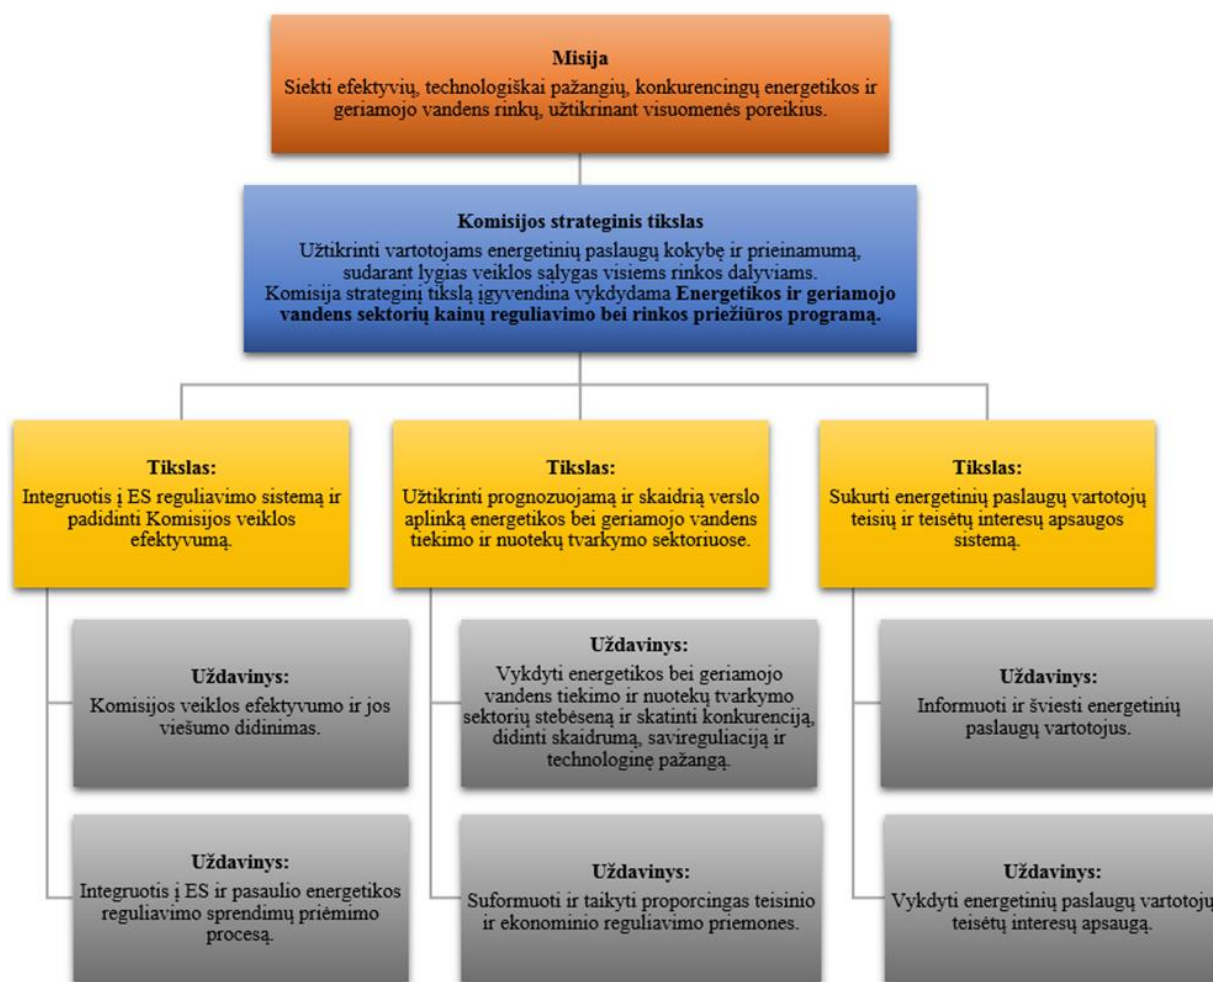 Misija
Siekti efektyvių, technologiškai pažangių, konkurencingų energetikos ir
geriamojo vandens rinkų, užtikrinant visuomenės poreikius.
Komisijos strateginis tikslas
Užtikrinti vartotojams energetinių paslaugų kokybę ir prieinamumą,
sudarant lygias veiklos sąlygas visiems rinkos dalyviams.
Komisija strateginį tikslą įgyvendina vykdydama Energetikos ir geriamojo
vandens sektorių kainų reguliavimo bei rinkos priežiūros programą.
Tikslas:
Integruotis į ES reguliavimo sistemą ir
padidinti Komisijos veiklos
efektyvumą.
Uždavinys:
Komisijos veiklos efektyvumo ir jos
viešumo didinimas.
Uždavinys:
Integruotis į ES ir pasaulio energetikos
reguliavimo sprendimų priėmimo
procesą.
Tikslas:
Užtikrinti prognozuojamą ir skaidrią verslo
aplinką energetikos bei geriamojo vandens
tiekimo ir nuotekų tvarkymo sektoriuose.
Uždavinys:
Vykdyti energetikos bei geriamojo
vandens tiekimo ir nuotekų tvarkymo
sektorių stebėseną ir skatinti konkurenciją,
didinti skaidrumą, savireguliaciją ir
technologinę pažangą.
Uždavinys:
Suformuoti ir taikyti proporcingas teisinio
ir ekonominio reguliavimo priemones.
Tikslas:
Sukurti energetinių paslaugų vartotojų
teisių ir teisėtų interesų apsaugos
sistemą.
Uždavinys:
Informuoti ir šviesti energetinių
paslaugų vartotojus.
Uždavinys:
Vykdyti energetinių paslaugų vartotojų
teisėtų interesų apsaugą.